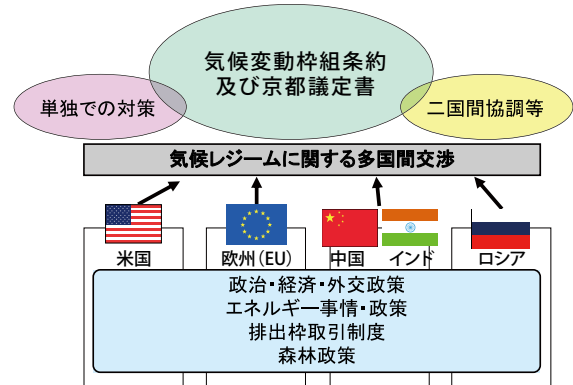 気候変動枠組条約
及び京都議定書
単独での対策
二国間協調等
気候レジームに関する多国間交渉
米国
欧州（EU）
中国
インド
ロシア
政治・経済・外交政策
エネルギー事情・政策
排出枠取引制度
森林政策